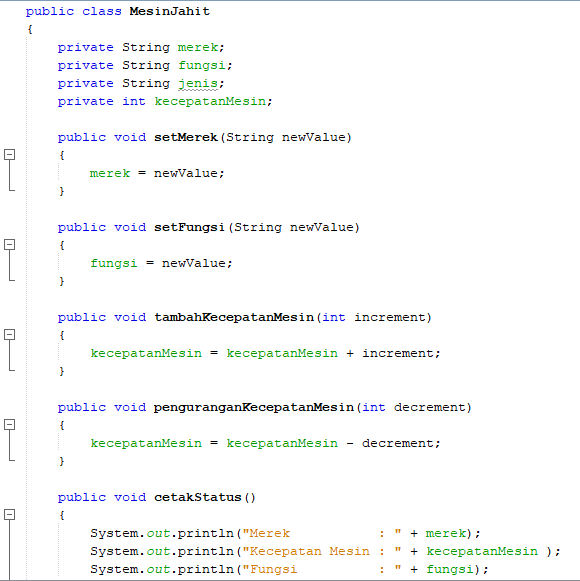 public class MesinJahit
{
    private String merek;
    private String fungsi;
    private String jenis;
    private int kecepatanMesin;

    public void setMerek(String newValue)
    {
        merek = newValue;
    }

    public void setFungsi(String newValue)
    {
        fungsi = newValue;
    }

    public void tambahKecepatanMesin(int increment)
    {
        kecepatanMesin = kecepatanMesin + increment;
    }

    public void penguranganKecepatanMesin(int decrement)
    {
        kecepatanMesin = kecepatanMesin - decrement;
    }

    public void cetakStatus()
    {
        System.out.println("Merek           : " + merek);
        System.out.println("Kecepatan Mesin : " + kecepatanMesin );
        System.out.println("Fungsi          : " + fungsi);